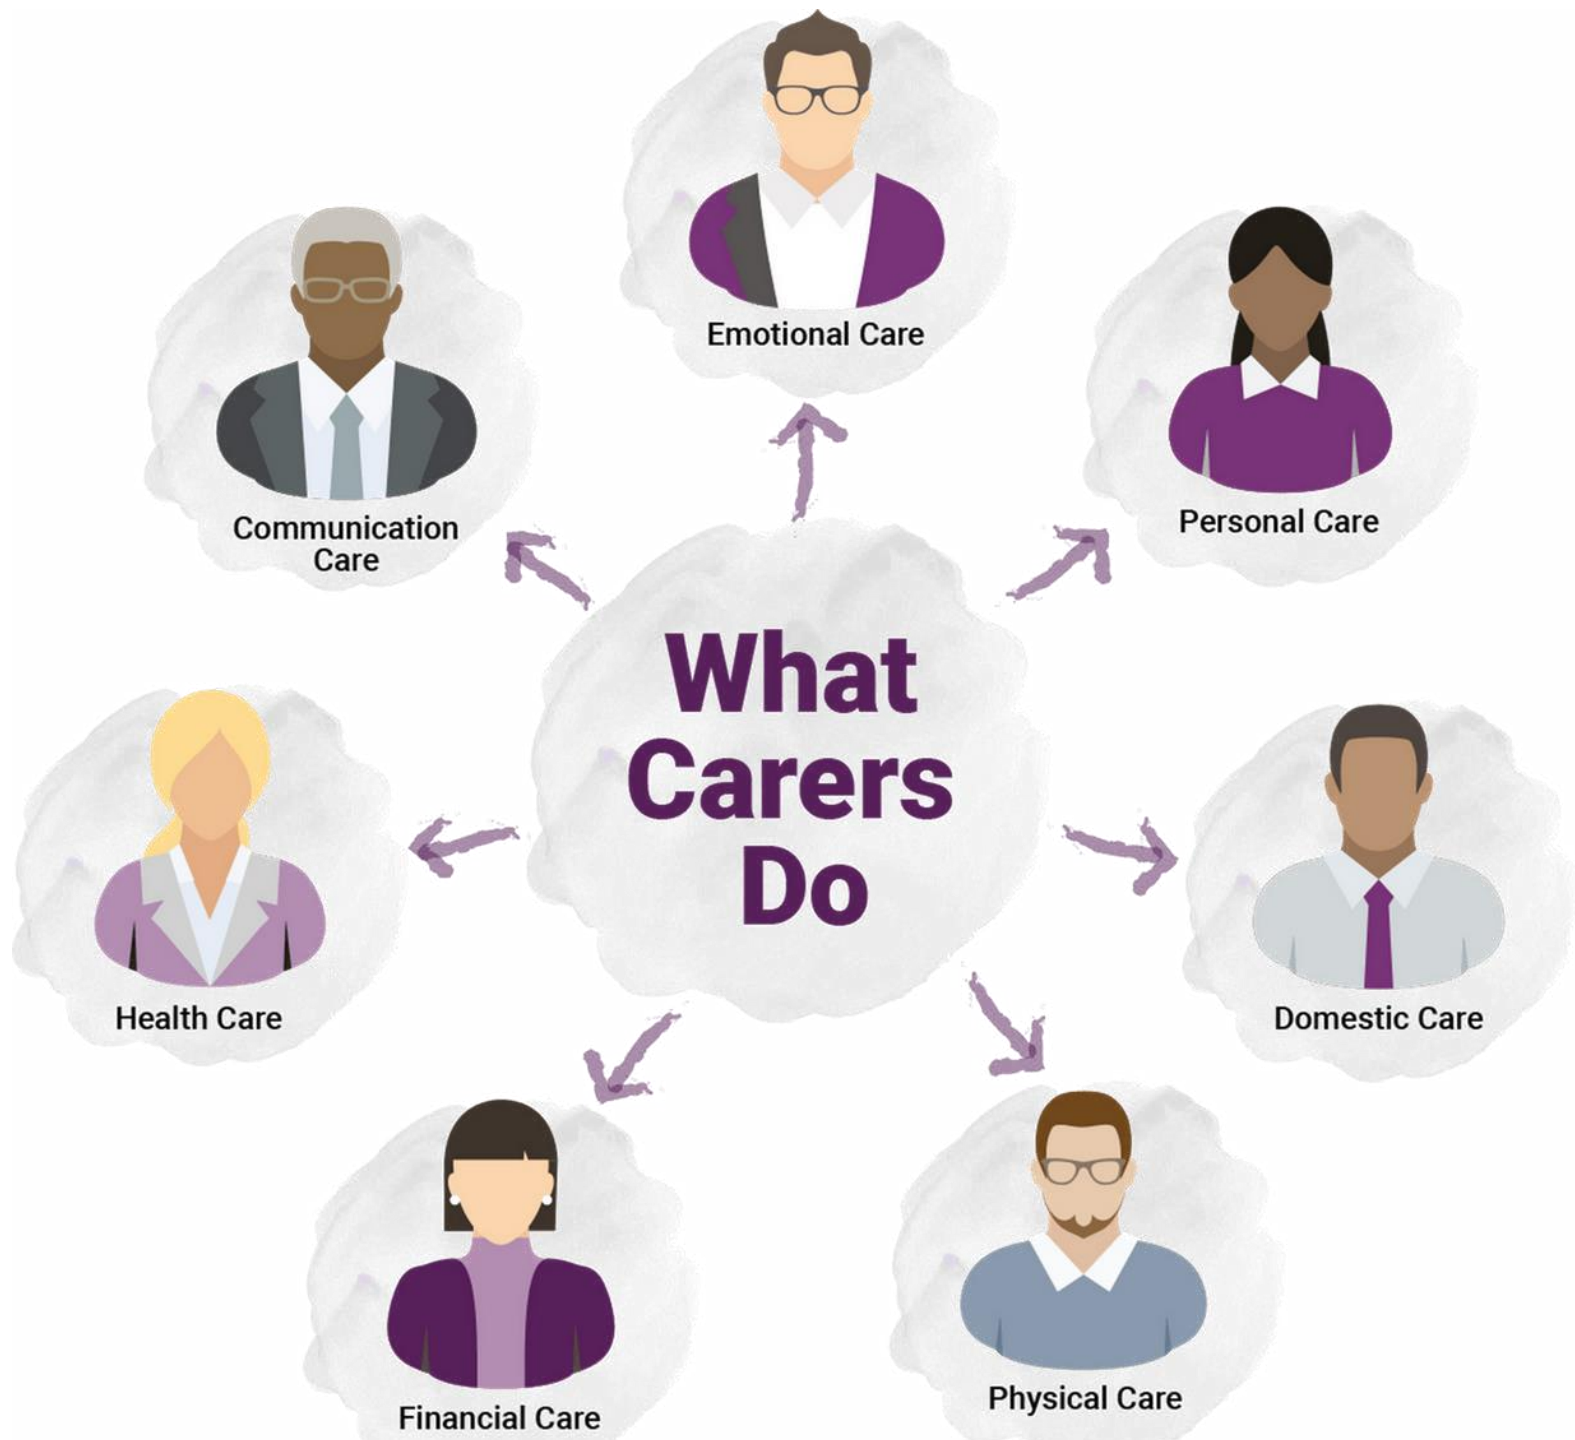 Emotional Care
Communication
Care
Personal Care
What
Carers
Do
Health Care
Domestic Care
Financial Care
Physical Care